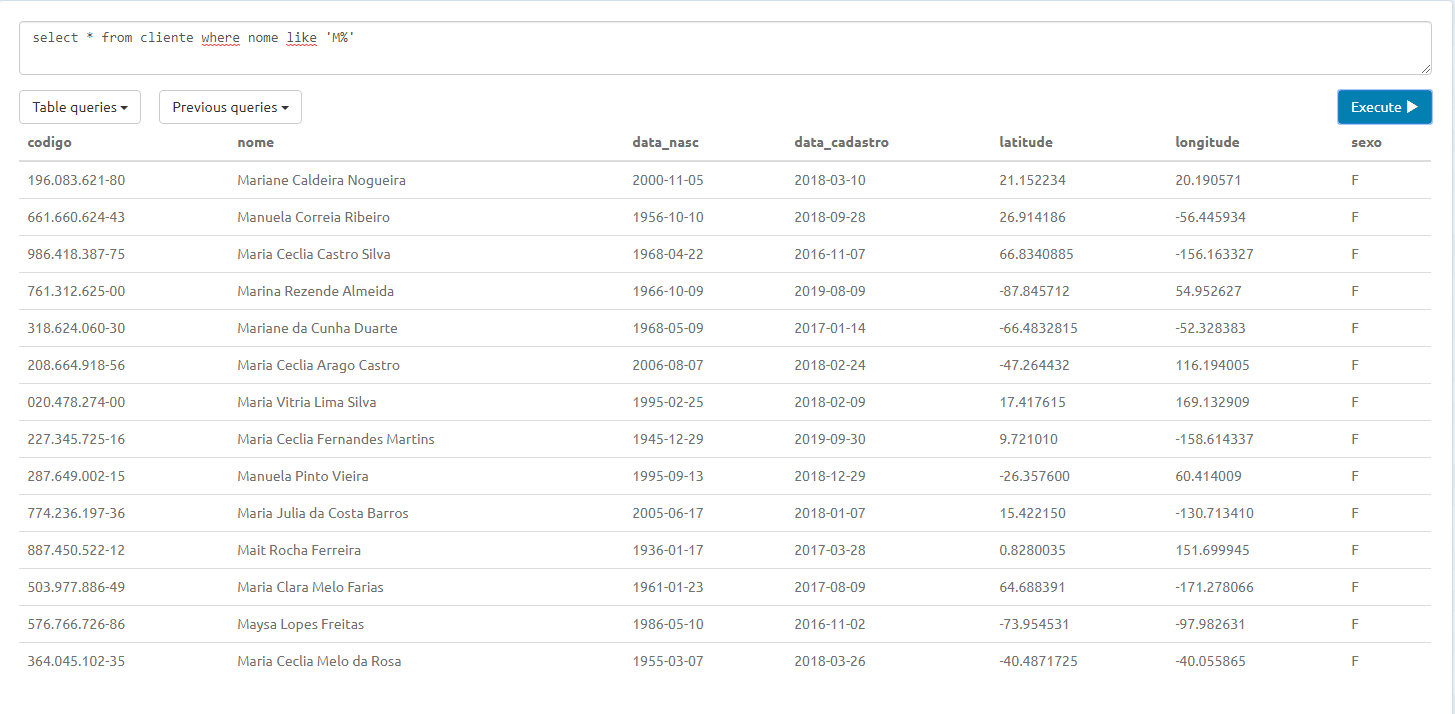 select * from cliente where nome like 'M%'
Table queries Previous queries Execute
codigo nome data_nasc data_cadastro latitude longitude sexo
196.083.621-80 Mariane Caldeira Nogueira 2000-11-05 2018-03-10 21.152234 20.190571 F
661.660.624-43 Manuela Correia Ribeiro 1956-10-10 2018-09-28 26.914186 -56.445934 F
986.418.387-75 Maria Ceclia Castro Silva 1968-04-22 2016-11-07 66.8340885 -156.163327 F
761.312.625-00 Marina Rezende Almeida 1966-10-09 2019-08-09 -87.845712 54.952627 F
318.624.060-30 Mariane da Cunha Duarte 1968-05-09 2017-01-14 -66.4832815 -52.328383 F
208.664.918-56 Maria Ceclia Arago Castro 2006-08-07 2018-02-24 -47.264432 116.194005 F
020.478.274-00 Maria Vitria Lima Silva 1995-02-25 2018-02-09 17.417615 169.132909 F
227.345.725-16 Maria Ceclia Fernandes Martins 1945-12-29 2019-09-30 9.721010 -158.614337 F
287.649.002-15 Manuela Pinto Vieira 1995-09-13 2018-12-29 -26.357600 60.414009 F
774.236.197-36 Maria Julia da Costa Barros 2005-06-17 2018-01-07 15.422150 -130.713410 F
887.450.522-12 Mait Rocha Ferreira 1936-01-17 2017-03-28 0.8280035 151.699945 F
503.977.886-49 Maria Clara Melo Farias 1961-01-23 2017-08-09 64.688391 -171.278066 F
576.766.726-86 Maysa Lopes Freitas 1986-05-10 2016-11-02 -73.954531 -97.982631 F
364.045.102-35 Maria Ceclia Melo da Rosa 1955-03-07 2018-03-26 -40.4871725 -40.055865 F